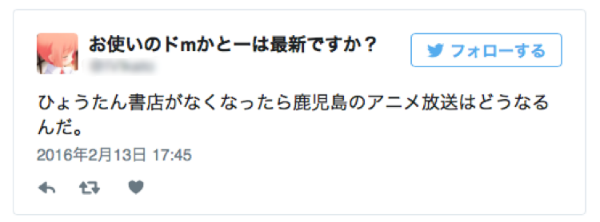 お使いのドmかとーは最新ですか？
フォローする
ひょうたん書店がなくなったら鹿児島のアニメ放送はどうなる
んだ。
2016年2月13日 17:45